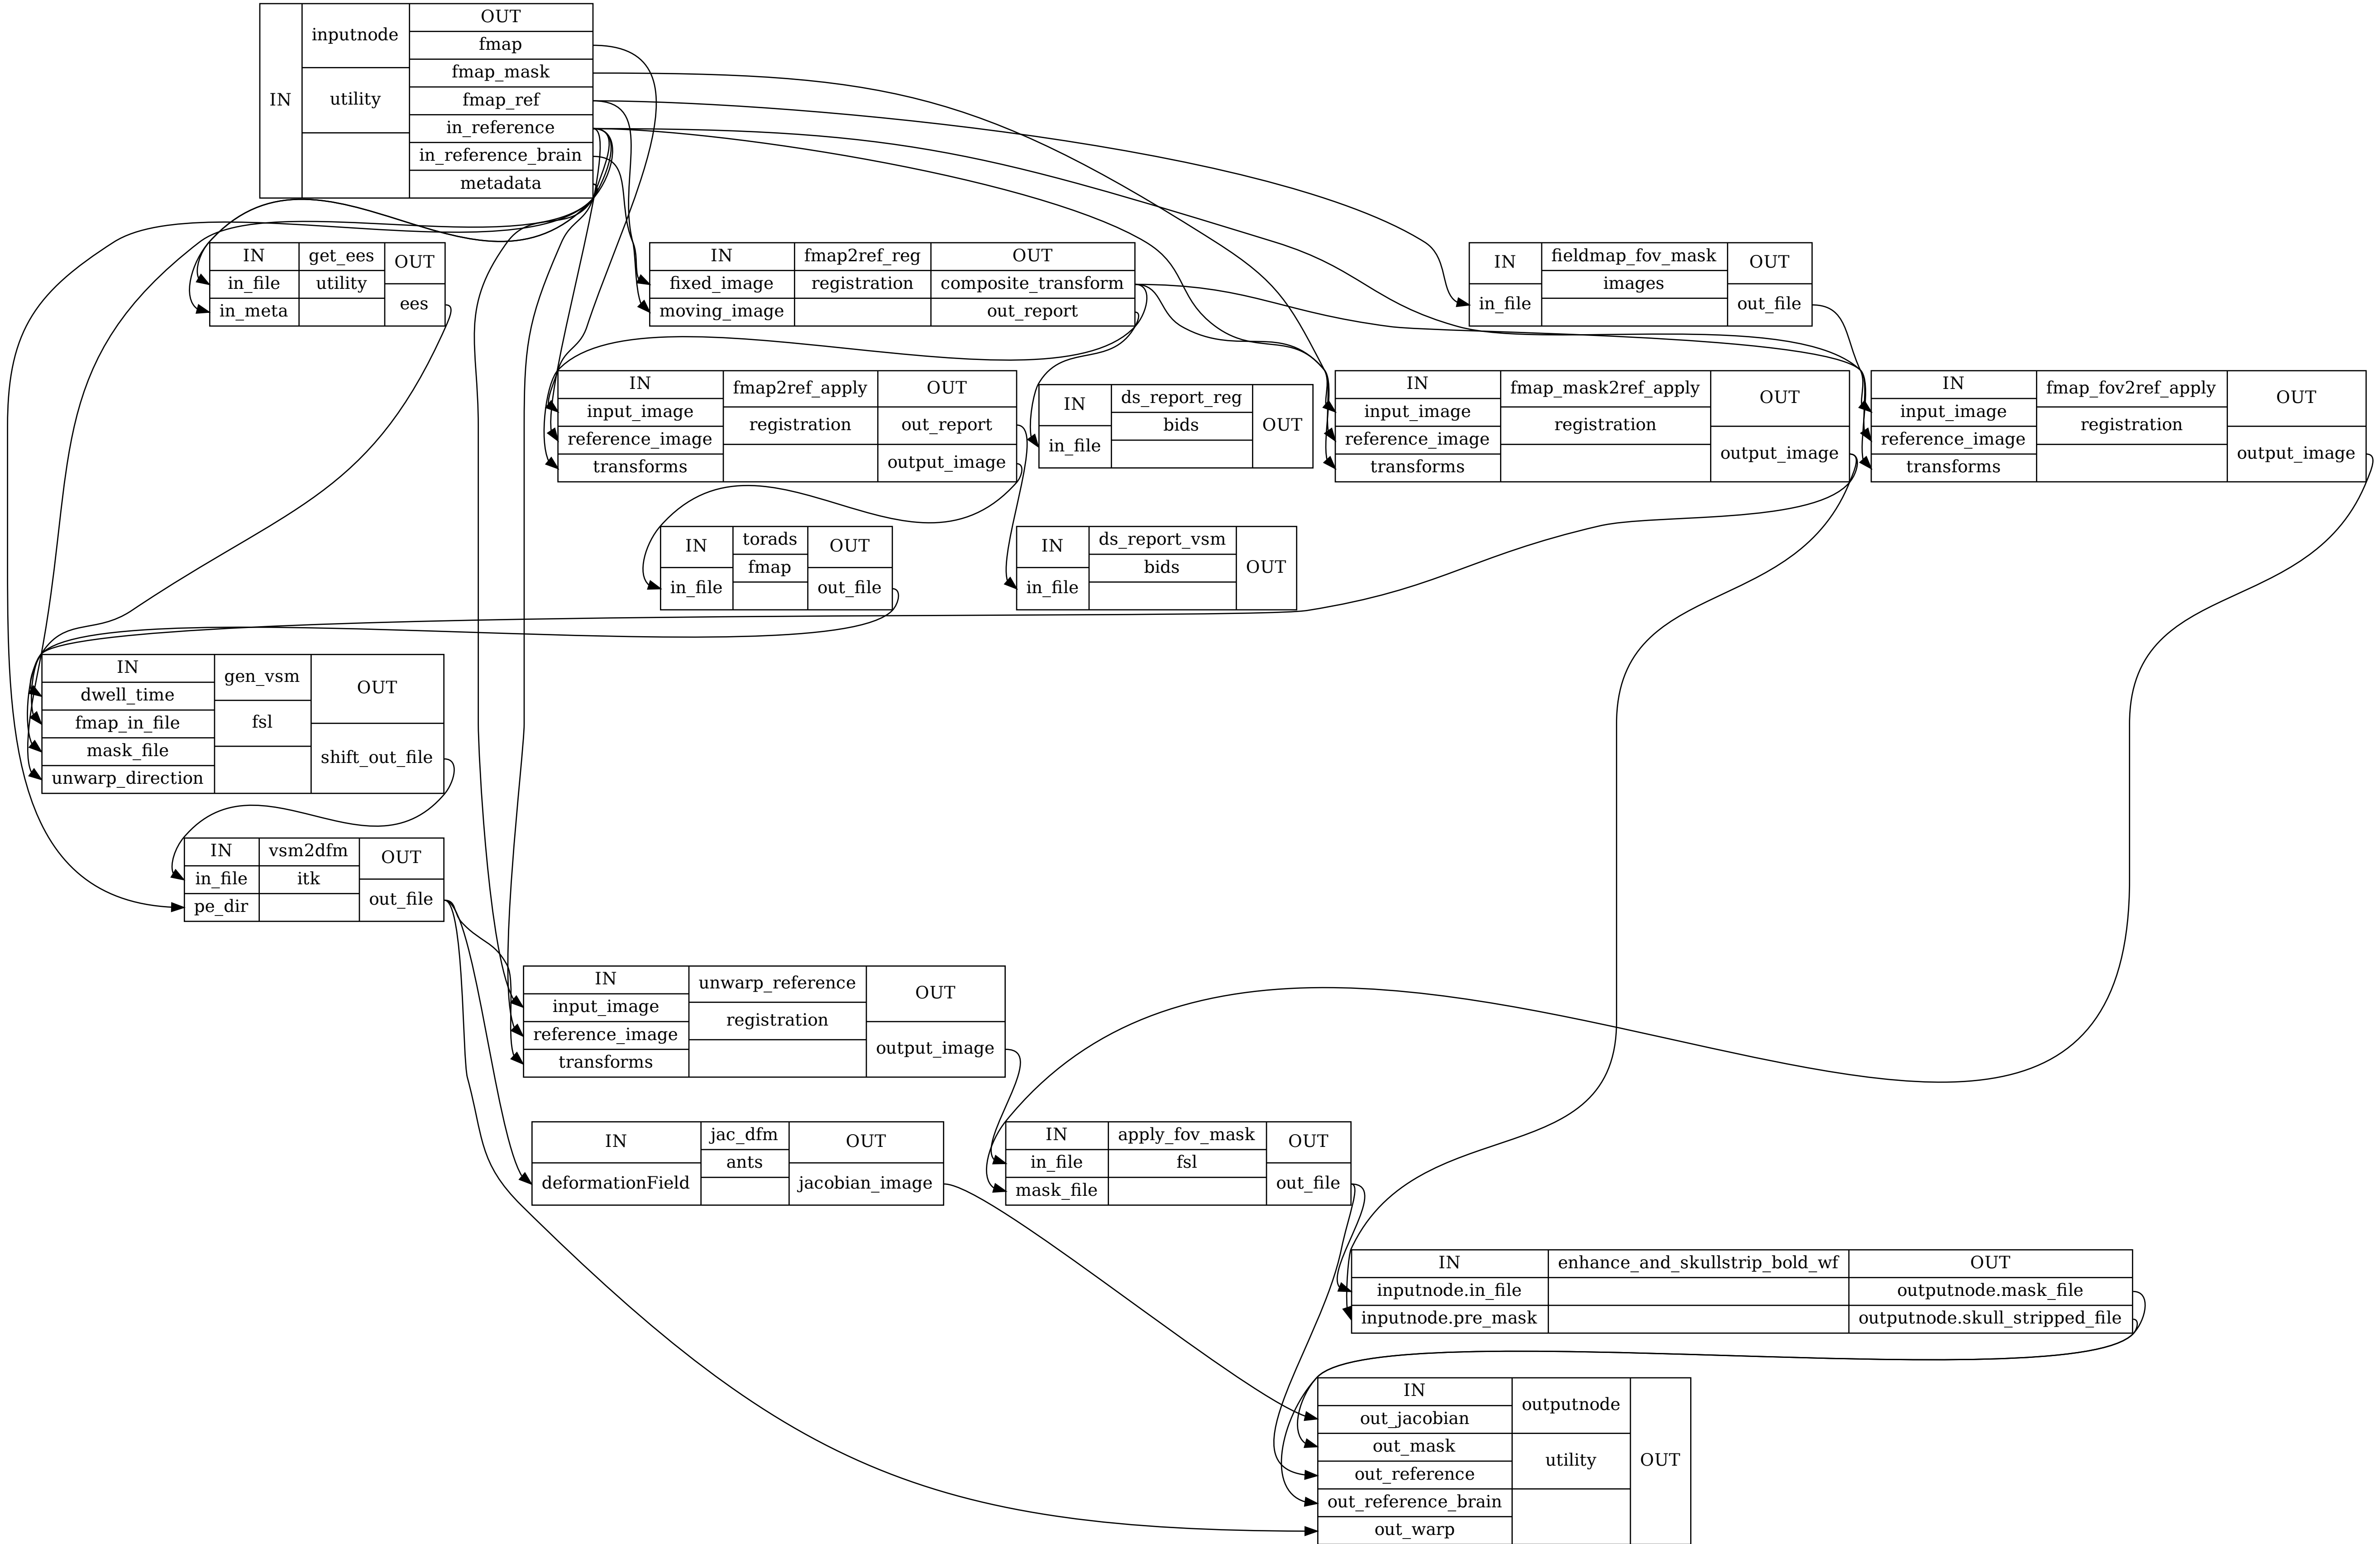 IN
inputnode
utility
OUT
fmap
fmap_mask
fmap_ref
in_reference
in_reference_brain
metadata
IN
in_file
in_meta
get_ees
utility
OUT
ees
IN
fixed_image
moving_image
fmap2ref_reg
registration
OUT
composite_transform
out_report
IN
in_file
fieldmap_fov_mask
images
OUT
out_file
IN
input_image
reference_image
transforms
fmap2ref_apply
registration
OUT
out_report
output_image
IN
in_file
ds_report_reg
bids
OUT
IN
input_image
reference_image
transforms
fmap_mask2ref_apply
registration
OUT
output_image
IN
input_image
reference_image
transforms
fmap_fov2ref_apply
registration
OUT
output_image
IN
in_file
torads
fmap
OUT
out_file
IN
in_file
ds_report_vsm
bids
OUT
IN
dwell_time
fmap_in_file
mask_file
unwarp_direction
gen_vsm
fsl
OUT
shift_out_file
IN
in_file
pe_dir
vsm2dfm
itk
OUT
out_file
IN
input_image
reference_image
transforms
unwarp_reference
registration
OUT
output_image
IN
deformationField
jac_dfm
ants
OUT
jacobian_image
IN
in_file
mask_file
apply_fov_mask
fsl
OUT
out_file
IN
inputnode.in_file
inputnode.pre_mask
enhance_and_skullstrip_bold_wf
OUT
outputnode.mask_file
outputnode.skull_stripped_file
IN
out_jacobian
out_mask
out_reference
out_reference_brain
out_warp
outputnode
utility
OUT